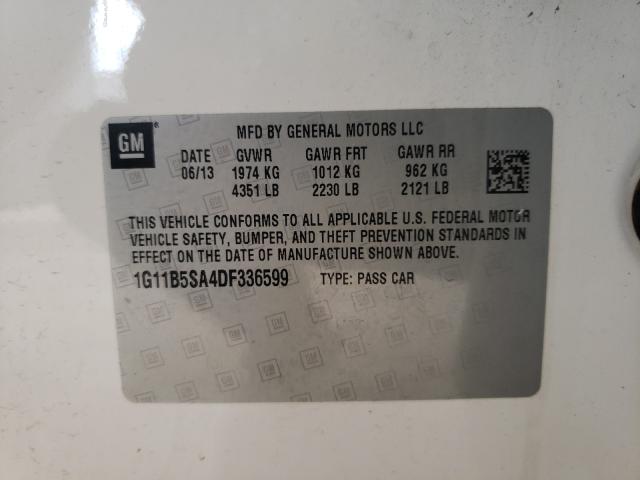 GM ®
MFD BY GENERAL MOTORS LLC
DATE GVWR GAWR FRT GAWR RR
06/13 1974 KG 1012 KG 962 KG
4351 LB 2230 LB 2121 LB
THIS VEHICLE CONFORMS TO ALL APPLICABLE U.S. FEDERAL MOTOR
VEHICLE SAFETY, BUMPER, AND THEFT PREVENTION STANDARDS IN
EFFECT ON THE DATE OF MANUFACTURE SHOWN ABOVE.
1G11B5SA4DF336599 TYPE: PASS CAR